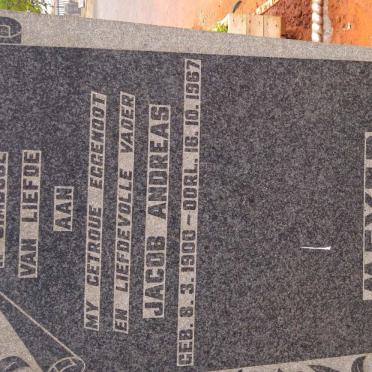 VAN LIEFDE
AAN
MY GETROUE EGGENOOT
EN LIEFDEVOLLE VADER
JACOB ANDREAS
GEB. 8. 3. 1900 - OORL. 16. 10. 1967